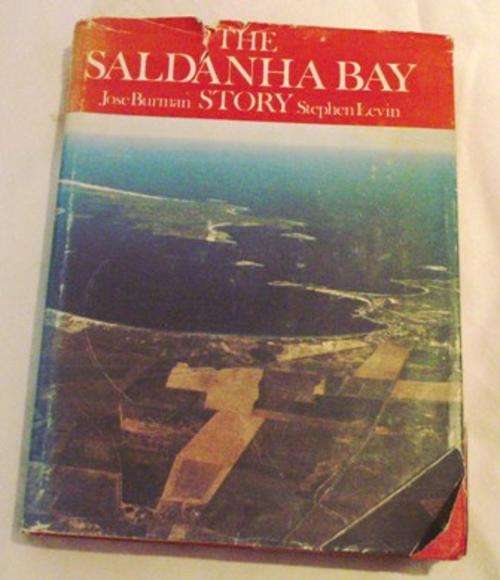 THE
SALDANHA BAY
Jose Burman STORY Stephen Levin